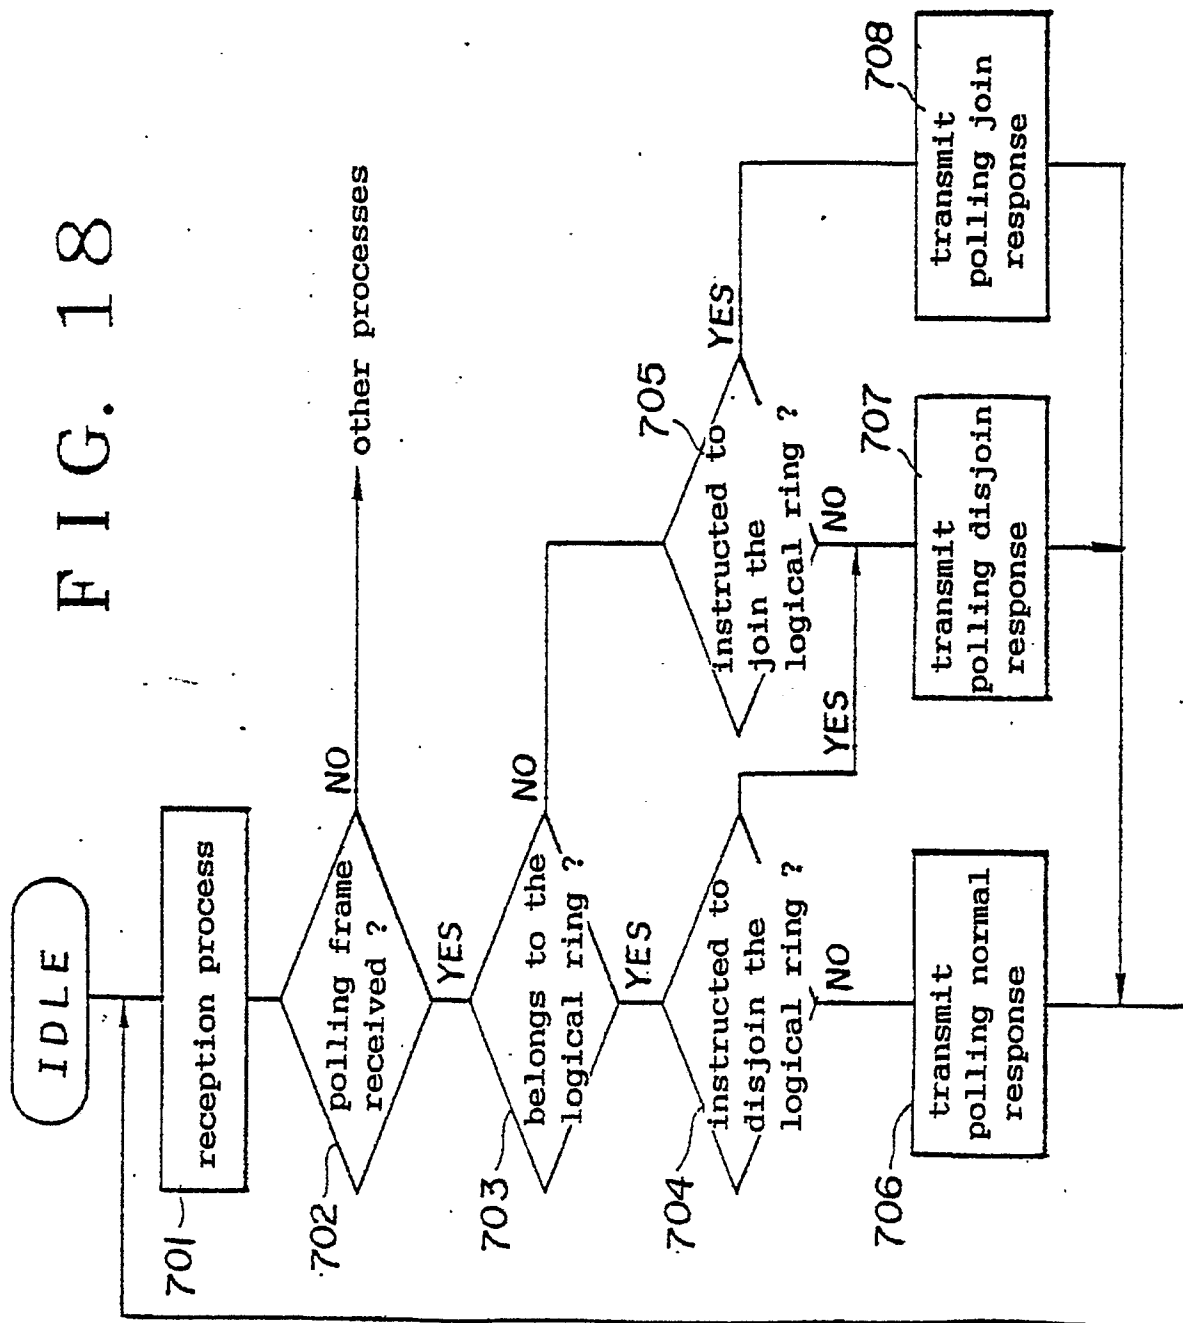 FIG. 18
IDLE
701
reception process
702
polling frame
received ?
NO
other processes
YES
703
belongs to the
logical ring ?
NO
YES
704
instructed to
disjoin the
logical ring ?
YES
NO
705
instructed to
join the
logical ring ?
YES
NO
706
transmit
polling normal
response
707
transmit
polling disjoin
response
708
transmit
polling join
response